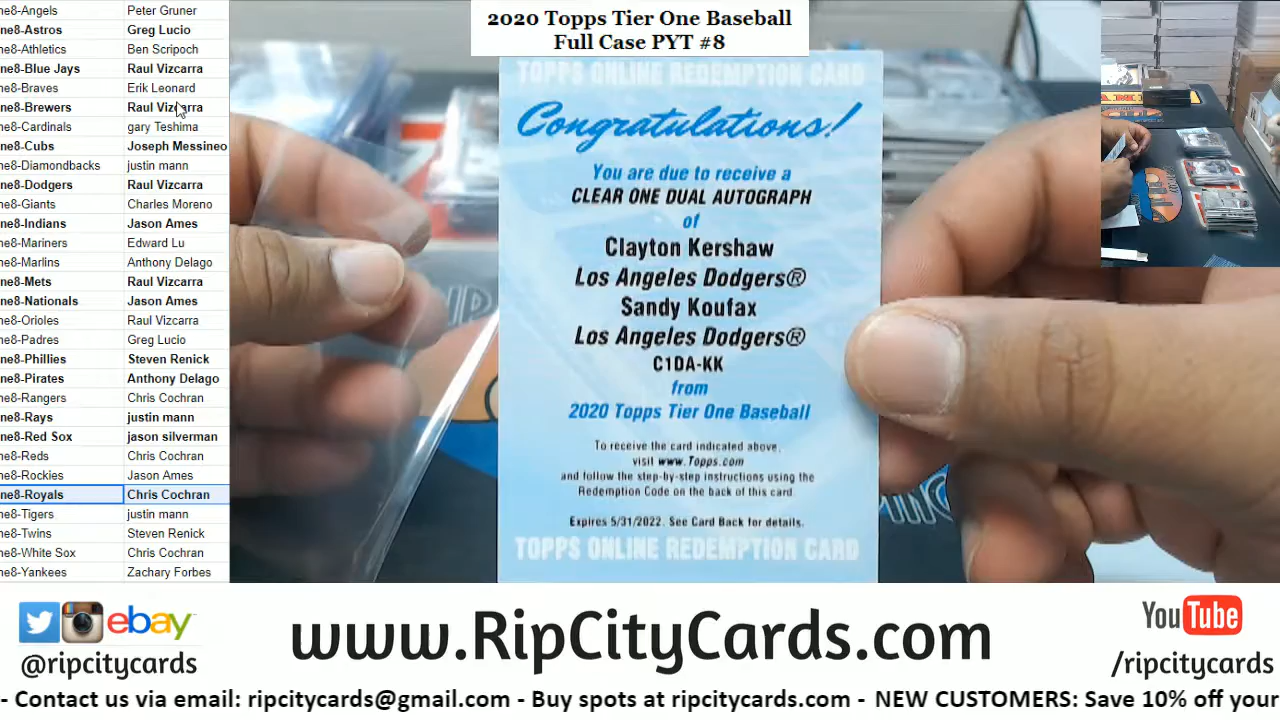 2020 Topps Tier One Baseball
Full Case PYT #8
ne8-Angels Peter Gruner
ne8-Astros Greg Lucio
ne8-Athletics Ben Scripoch
ne8-Blue Jays Raul Vizcarra
ne8-Braves Erik Leonard
ne8-Brewers Raul Vizcarra
ne8-Cardinals gary Teshima
ne8-Cubs Joseph Messineo
ne8-Diamondbacks justin mann
ne8-Dodgers Raul Vizcarra
ne8-Giants Charles Moreno
ne8-Indians Jason Ames
ne8-Mariners Edward Lu
ne8-Marlins Anthony Delago
ne8-Mets Raul Vizcarra
ne8-Nationals Jason Ames
ne8-Orioles Raul Vizcarra
ne8-Padres Greg Lucio
ne8-Phillies Steven Renick
ne8-Pirates Anthony Delago
ne8-Rangers Chris Cochran
ne8-Rays justin mann
ne8-Red Sox jason silverman
ne8-Reds Chris Cochran
ne8-Rockies Jason Ames
ne8-Royals Chris Cochran
ne8-Tigers justin mann
ne8-Twins Steven Renick
ne8-White Sox Chris Cochran
ne8-Yankees Zachary Forbes
TOPPS ONLINE REDEMPTION CARD
Congratulations!
You are due to receive a
CLEAR ONE DUAL AUTOGRAPH
of
Clayton Kershaw
Los Angeles Dodgers®
Sandy Koufax
Los Angeles Dodgers®
C1DA-KK
from
2020 Topps Tier One Baseball
To receive the card indicated above,
visit www.Topps.com
and follow the step-by-step instructions using the
Redemption Code on the back of this card.
Expires 5/31/2022. See Card Back for details.
TOPPS ONLINE REDEMPTION CARD
ebay
@ripcitycards
www.RipCityCards.com
YouTube
/ripcitycards
- Contact us via email: ripcitycards@gmail.com - Buy spots at ripcitycards.com - NEW CUSTOMERS: Save 10% off your